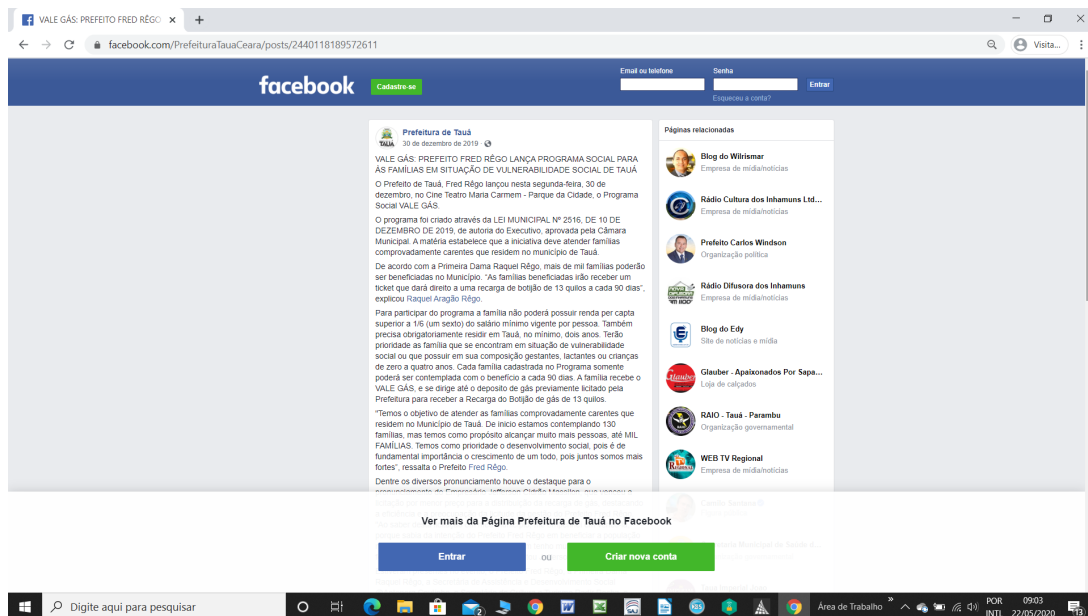 VALE GÁS: PREFEITO FRED RÊGO
facebook.com/PrefeituraTauaCeara/posts/2440118189572611
Visita...
facebook
Cadastre-se
Email ou telefone
Senha
Entrar
Esqueceu a conta?
Prefeitura de Tauá
30 de dezembro de 2019
VALE GÁS: PREFEITO FRED RÊGO LANÇA PROGRAMA SOCIAL PARA
ÀS FAMÍLIAS EM SITUAÇÃO DE VULNERABILIDADE SOCIAL DE TAUÁ
O Prefeito de Tauá, Fred Rêgo lançou nesta segunda-feira, 30 de
dezembro, no Cine Teatro Maria Carmem - Parque da Cidade, o Programa
Social VALE GÁS.
O programa foi criado através da LEI MUNICIPAL Nº 2516, DE 10 DE
DEZEMBRO DE 2019, de autoria do Executivo, aprovada pela Câmara
Municipal. A matéria estabelece que a iniciativa deve atender famílias
comprovadamente carentes que residem no município de Tauá.
De acordo com a Primeira Dama Raquel Rêgo, mais de mil famílias poderão
ser beneficiadas no Município. “As famílias beneficiadas irão receber um
ticket que dará direito a uma recarga de botijão de 13 quilos a cada 90 dias”,
explicou Raquel Aragão Rêgo.
Para participar do programa a família não poderá possuir renda per capta
superior a 1/6 (um sexto) do salário mínimo vigente por pessoa. Também
precisa obrigatoriamente residir em Tauá, no mínimo, dois anos. Terão
prioridade as família que se encontram em situação de vulnerabilidade
social ou que possuir em sua composição gestantes, lactantes ou crianças
de zero a quatro anos. Cada família cadastrada no Programa somente
poderá ser contemplada com o benefício a cada 90 dias. A família recebe o
VALE GÁS, e se dirige até o deposito de gás previamente licitado pela
Prefeitura para receber a Recarga do Botijão de gás de 13 quilos.
"Temos o objetivo de atender as famílias comprovadamente carentes que
residem no Município de Tauá. De inicio estamos contemplando 130
famílias, mas temos como propósito alcançar muito mais pessoas, até MIL
FAMÍLIAS. Temos como prioridade o desenvolvimento social, pois é de
fundamental importância o crescimento de um todo, pois juntos somos mais
fortes”, ressalta o Prefeito Fred Rêgo.
Dentre os diversos pronunciamento houve o destaque para o
Páginas relacionadas
Blog do Wilrismar
Empresa de mídia/notícias
Rádio Cultura dos Inhamuns Ltd...
Empresa de mídia/notícias
Prefeito Carlos Windson
Organização política
Rádio Difusora dos Inhamuns
Empresa de mídia/notícias
Blog do Edy
Site de notícias e mídia
Glauber - Apaixonados Por Sapa...
Loja de calçados
RAIO - Tauá - Parambu
Organização governamental
WEB TV Regional
Empresa de mídia/notícias
Ver mais da Página Prefeitura de Tauá no Facebook
Entrar
ou
Criar nova conta
Digite aqui para pesquisar
Área de Trabalho
POR
INTL
09:03
22/05/2020